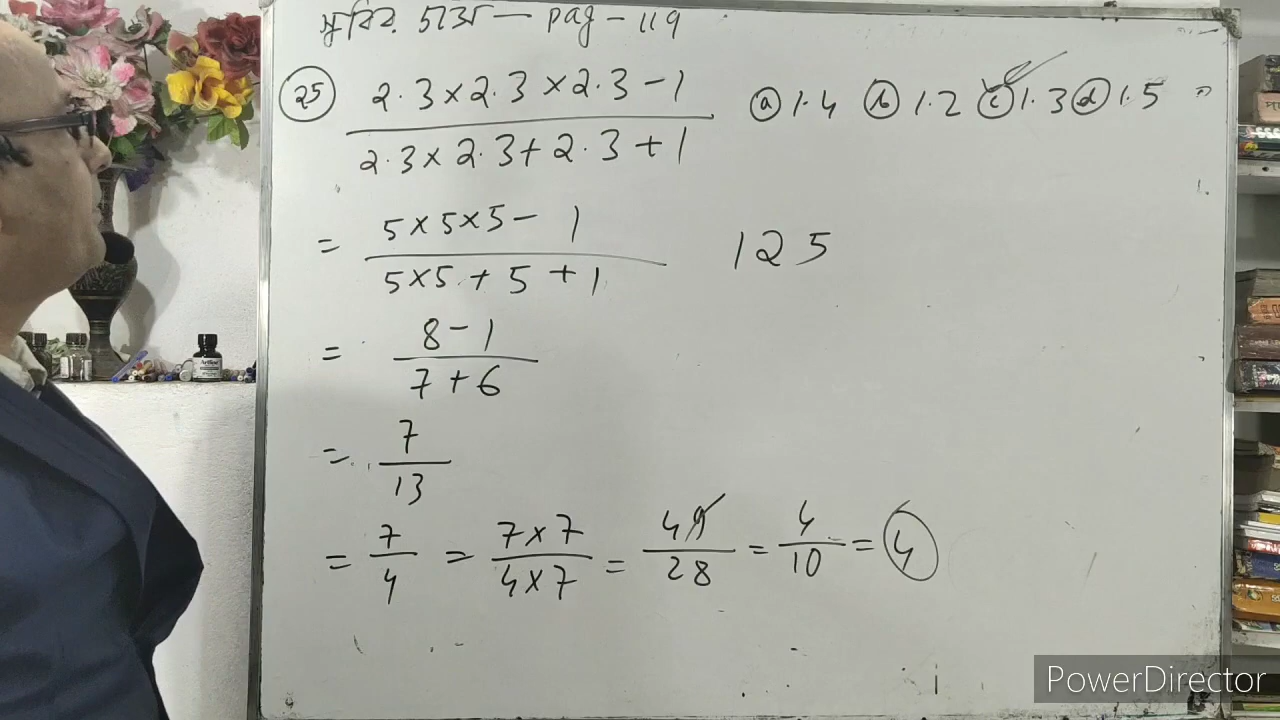 pag - 119
25 2.3×2.3×2.3-1 a 1.4 b 1.2 c 1.3 d 1.5
2.3×2.3+2.3+1
= 5×5×5-1 125
5×5+5+1
= 8-1
7+6
= 7
13
= 7 = 7×7 = 49 = 4 = 4
4 4×7 28 10
PowerDirector